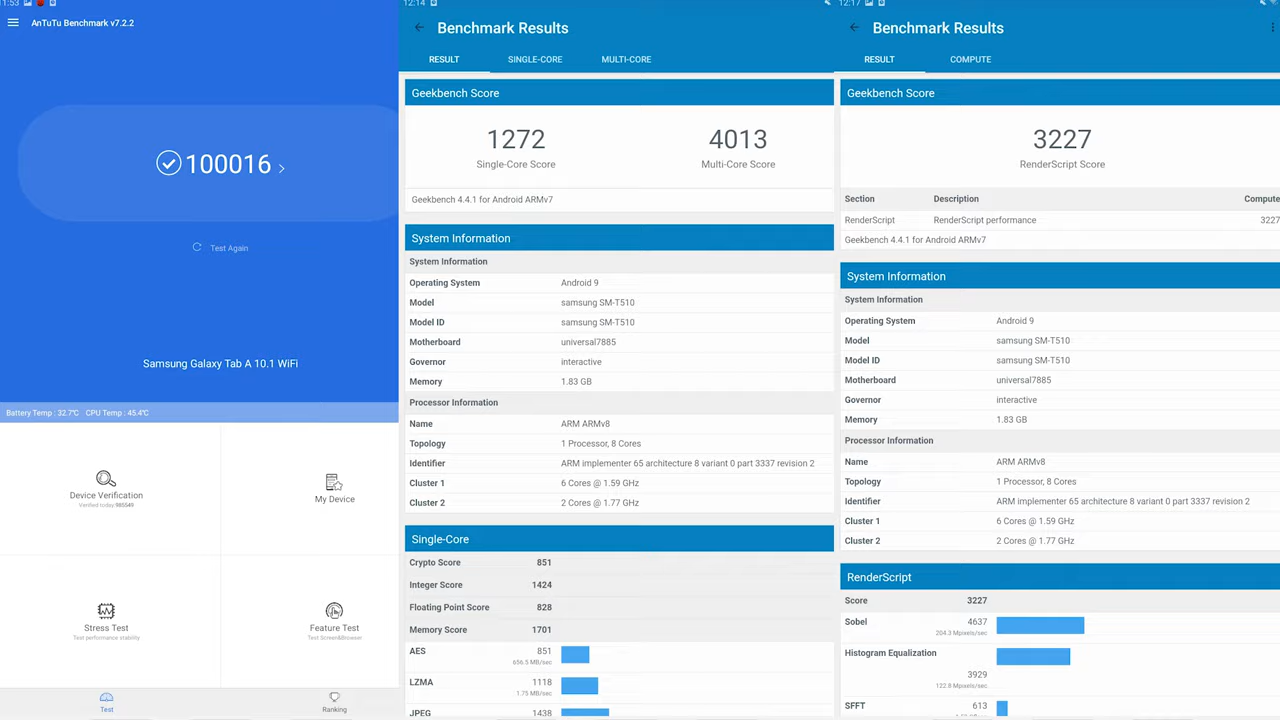 11:53
AnTuTu Benchmark v7.2.2
100016
Test Again
Samsung Galaxy Tab A 10.1 WiFi
Battery Temp : 32.7℃ CPU Temp : 45.4℃
Device Verification
Verified today:985549
My Device
Stress Test
Test performance stability
Feature Test
Test Screen&Browser
Test
Ranking
12:14
Benchmark Results
RESULT SINGLE-CORE MULTI-CORE
Geekbench Score
1272 4013
Single-Core Score Multi-Core Score
Geekbench 4.4.1 for Android ARMv7
System Information
System Information
Operating System Android 9
Model samsung SM-T510
Model ID samsung SM-T510
Motherboard universal7885
Governor interactive
Memory 1.83 GB
Processor Information
Name ARM ARMv8
Topology 1 Processor, 8 Cores
Identifier ARM implementer 65 architecture 8 variant 0 part 3337 revision 2
Cluster 1 6 Cores @ 1.59 GHz
Cluster 2 2 Cores @ 1.77 GHz
Single-Core
Crypto Score 851
Integer Score 1424
Floating Point Score 828
Memory Score 1701
AES 851
656.5 MB/sec
LZMA 1118
1.75 MB/sec
JPEG 1438
12:17
Benchmark Results
RESULT COMPUTE
Geekbench Score
3227
RenderScript Score
Section Description Compute
RenderScript RenderScript performance 3227
Geekbench 4.4.1 for Android ARMv7
System Information
System Information
Operating System Android 9
Model samsung SM-T510
Model ID samsung SM-T510
Motherboard universal7885
Governor interactive
Memory 1.83 GB
Processor Information
Name ARM ARMv8
Topology 1 Processor, 8 Cores
Identifier ARM implementer 65 architecture 8 variant 0 part 3337 revision 2
Cluster 1 6 Cores @ 1.59 GHz
Cluster 2 2 Cores @ 1.77 GHz
RenderScript
Score 3227
Sobel 4637
204.3 Mpixels/sec
Histogram Equalization
3929
122.8 Mpixels/sec
SFFT 613